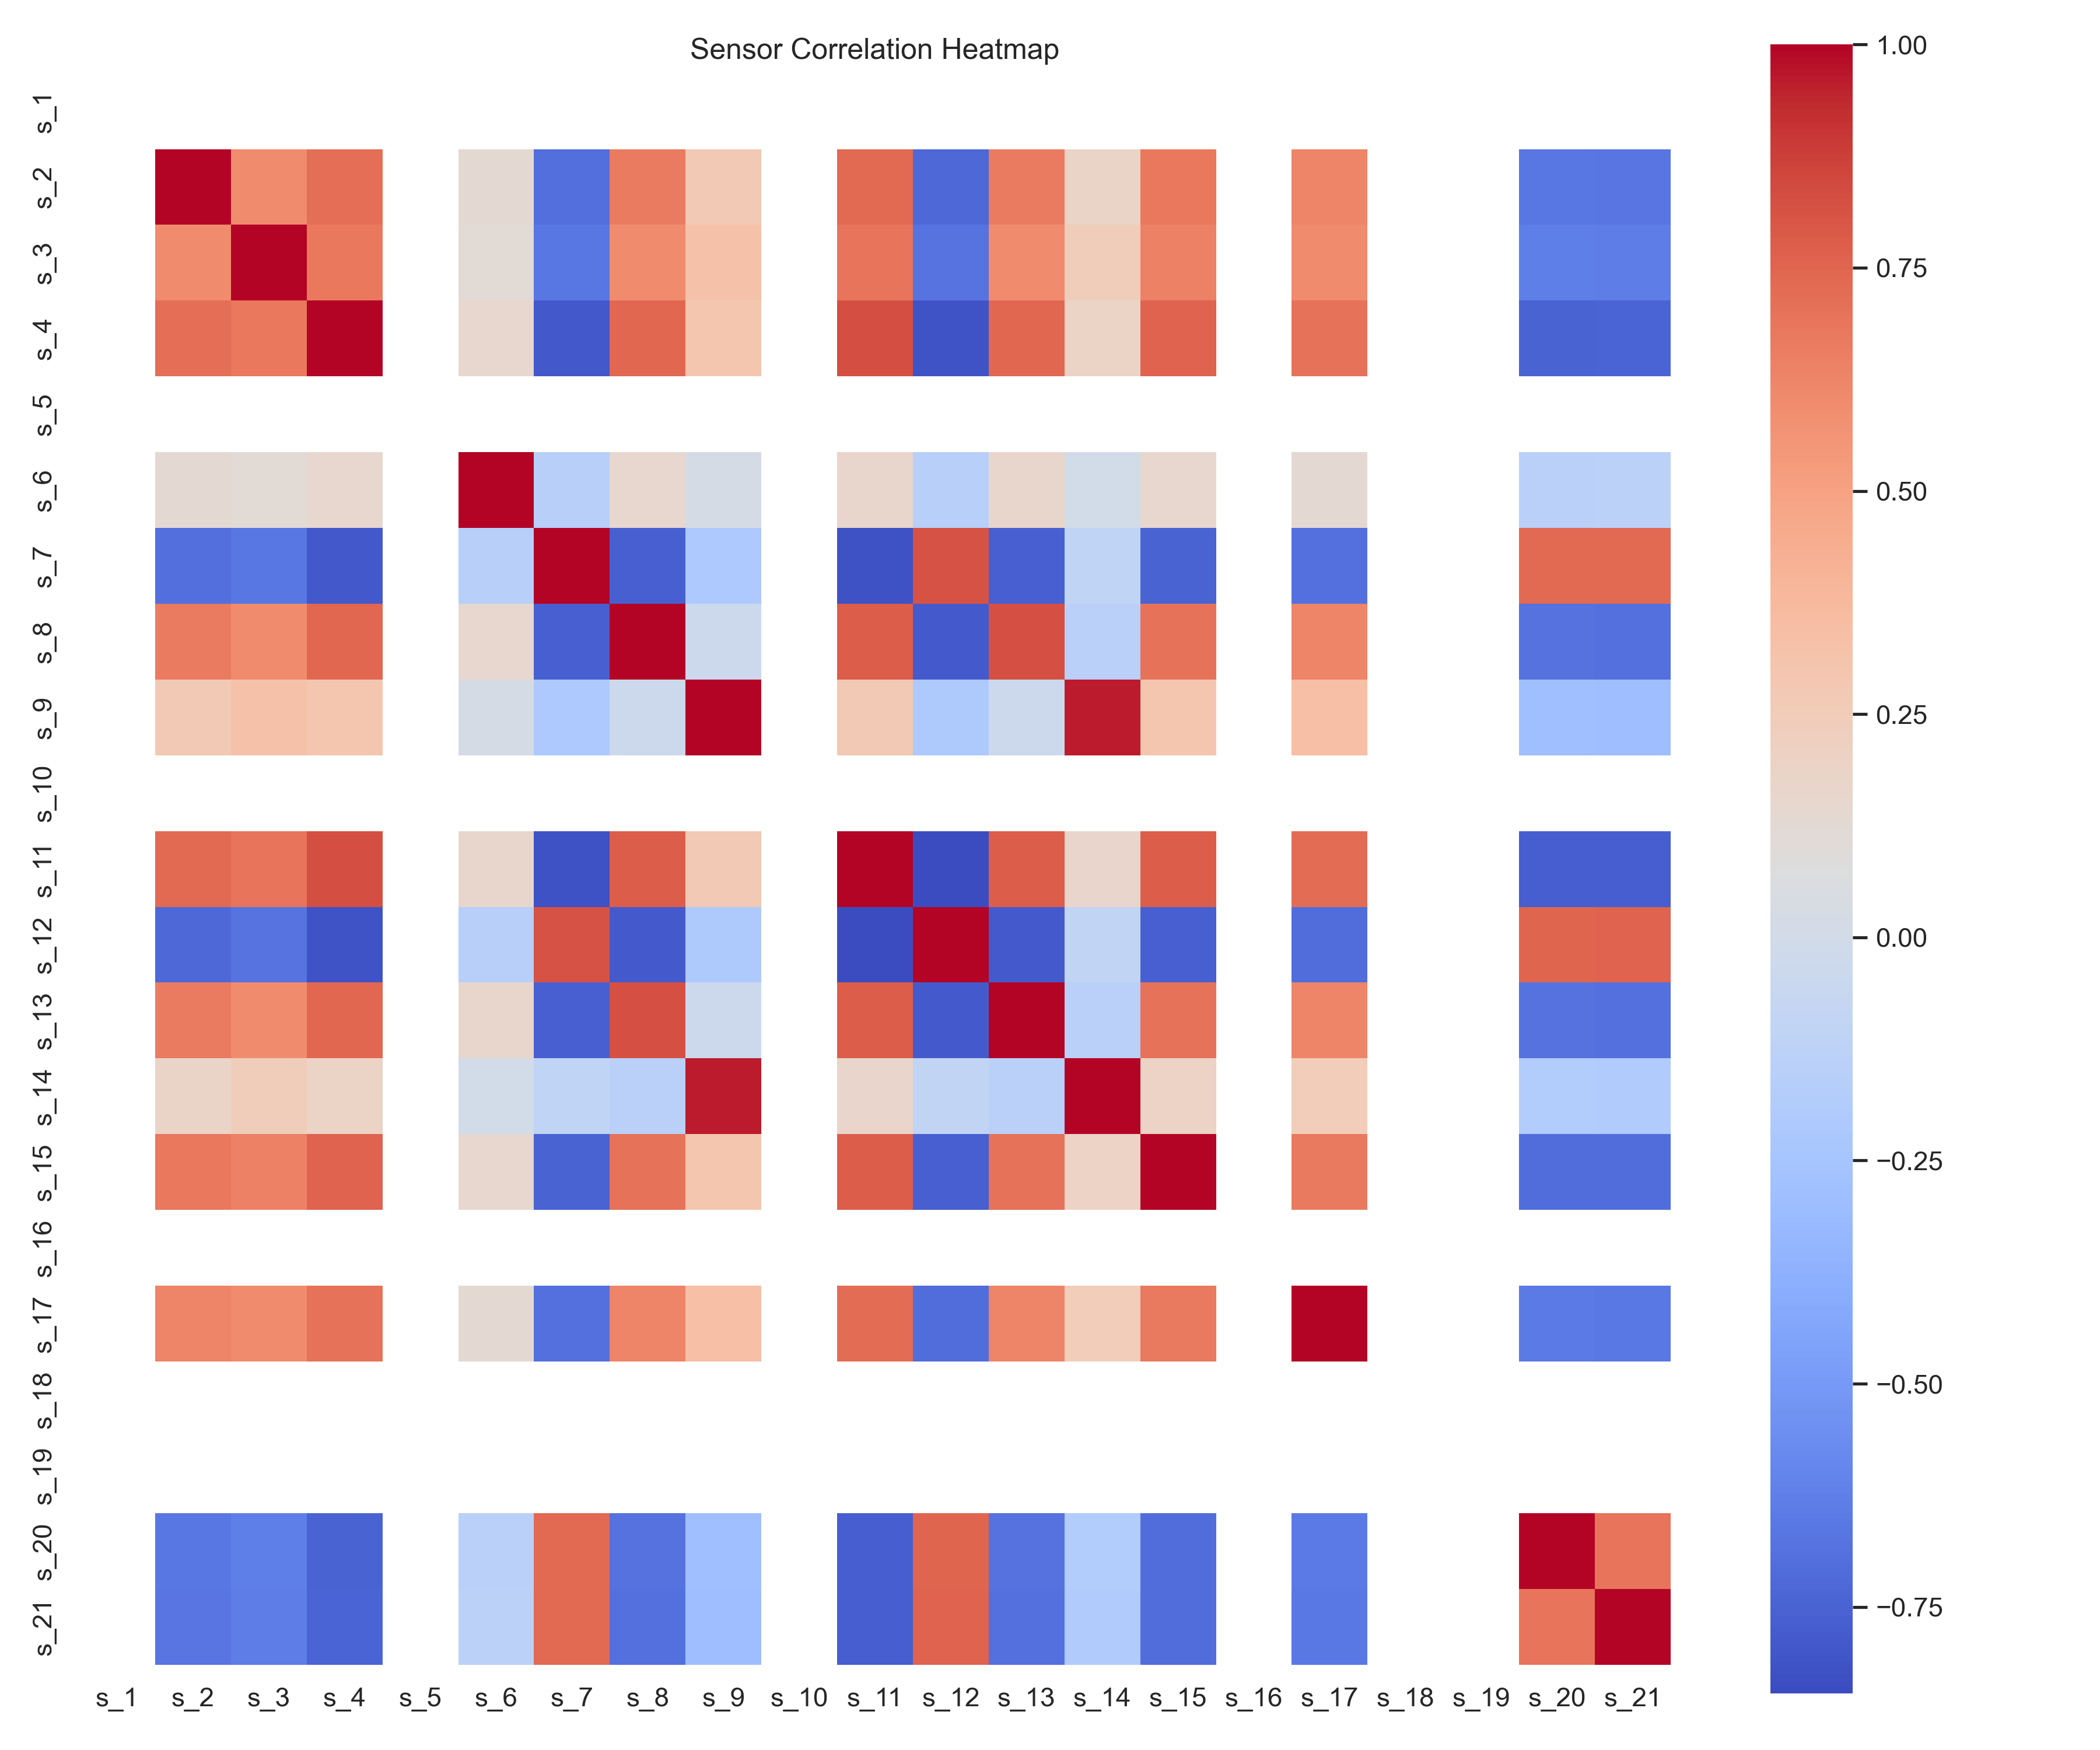 Sensor Correlation Heatmap
s_1
s_2
s_3
s_4
s_5
s_6
s_7
s_8
s_9
s_10
s_11
s_12
s_13
s_14
s_15
s_16
s_17
s_18
s_19
s_20
s_21
s_1 s_2 s_3 s_4 s_5 s_6 s_7 s_8 s_9 s_10 s_11 s_12 s_13 s_14 s_15 s_16 s_17 s_18 s_19 s_20 s_21
1.00
0.75
0.50
0.25
0.00
−0.25
−0.50
−0.75